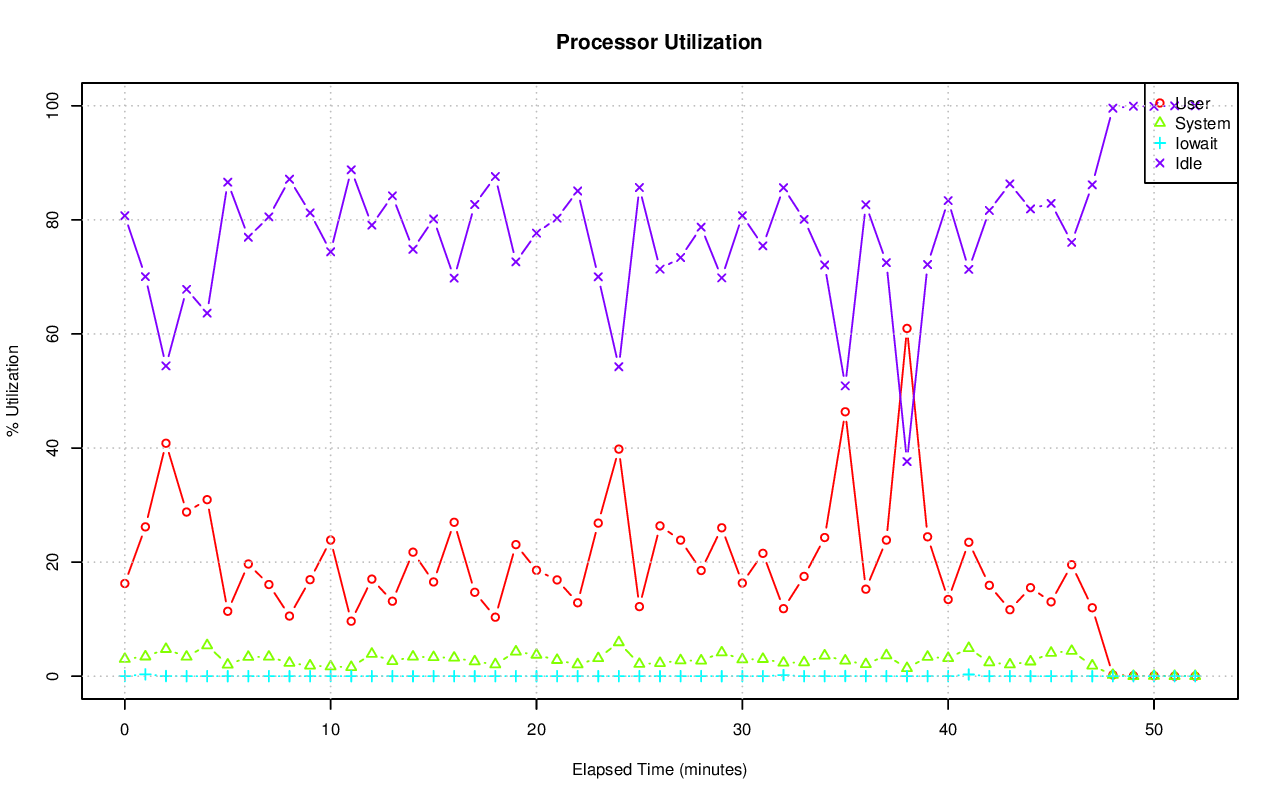 Processor Utilization
% Utilization
100
80
60
40
20
0
User
System
Iowait
Idle
0 10 20 30 40 50
Elapsed Time (minutes)